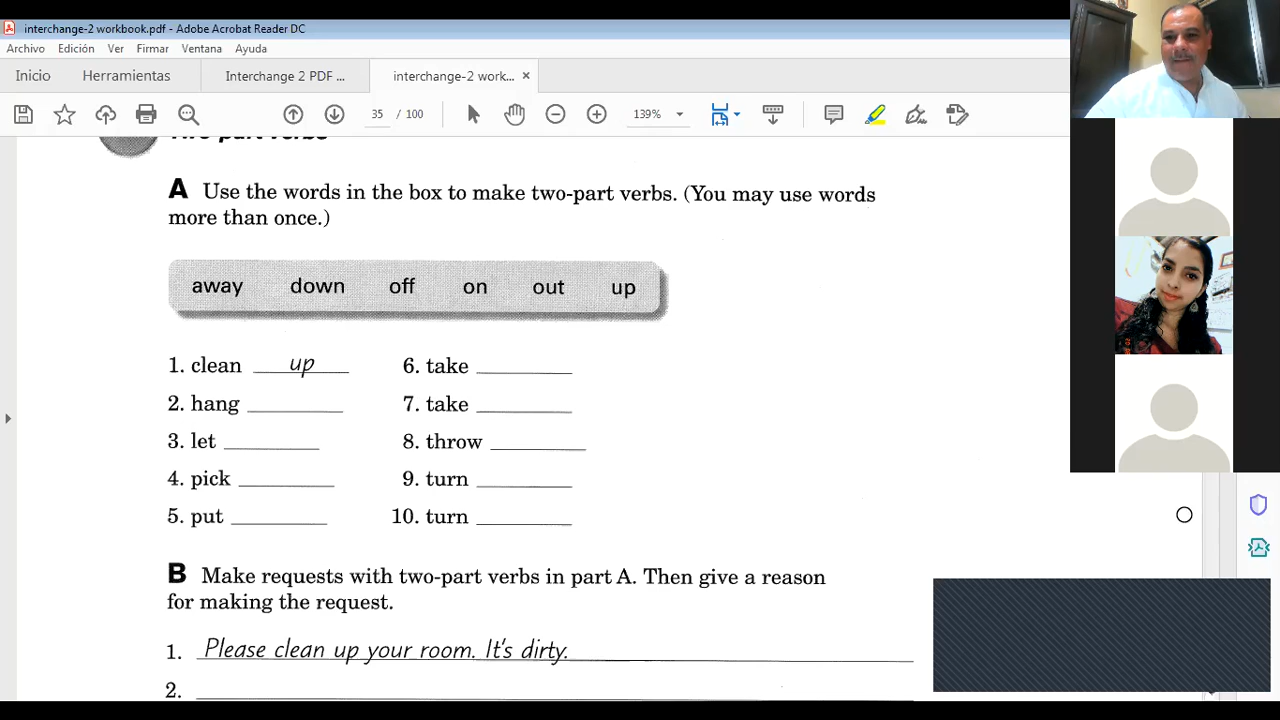 interchange-2 workbook.pdf - Adobe Acrobat Reader DC
Archivo Edición Ver Firmar Ventana Ayuda
Inicio Herramientas Interchange 2 PDF ... interchange-2 work... ×
35 / 100 139%
Two-part verbs
A Use the words in the box to make two-part verbs. (You may use words
more than once.)
away down off on out up
1. clean up 6. take
2. hang 7. take
3. let 8. throw
4. pick 9. turn
5. put 10. turn
B Make requests with two-part verbs in part A. Then give a reason
for making the request.
1. Please clean up your room. It's dirty.
2.